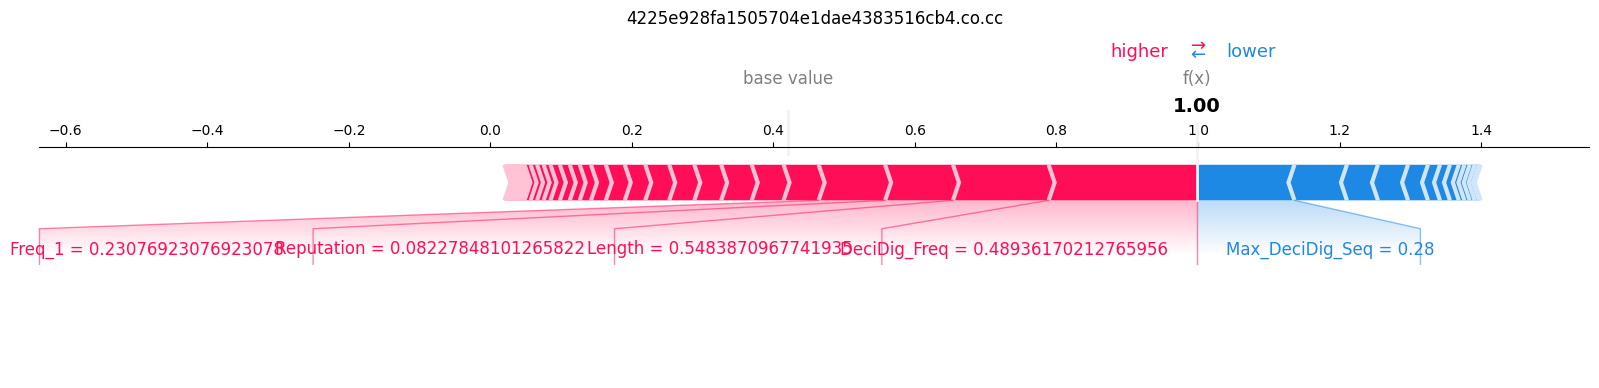 4225e928fa1505704e1dae4383516cb4.co.cc
higher ⇄ lower
base value f(x)
1.00
−0.6 −0.4 −0.2 0.0 0.2 0.4 0.6 0.8 1.0 1.2 1.4
Freq_1 = 0.23076923076923078 Reputation = 0.08227848101265822 Length = 0.5483870967741935 DeciDig_Freq = 0.48936170212765956 Max_DeciDig_Seq = 0.28